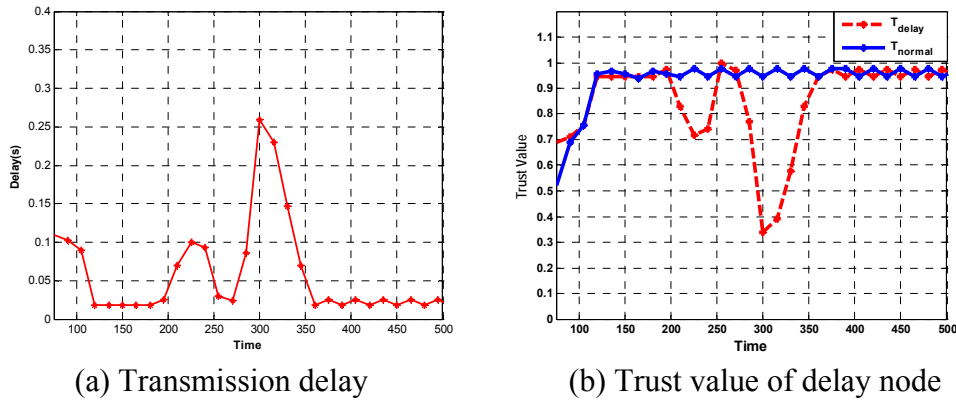 0.4
0.35
0.3
0.25
0.2
0.15
0.1
0.05
0
Delay(s)
100 150 200 250 300 350 400 450 500
Time
(a) Transmission delay
T_delay
T_normal
1.1
1
0.9
0.8
0.7
0.6
0.5
0.4
0.3
0.2
0.1
0
Trust Value
100 150 200 250 300 350 400 450 500
Time
(b) Trust value of delay node